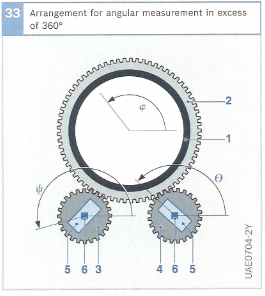 33 Arrangement for angular measurement in excess
of 360°
φ
2
1
ψ
Θ
5 6 3 4 6 5
UAE0704-2Y